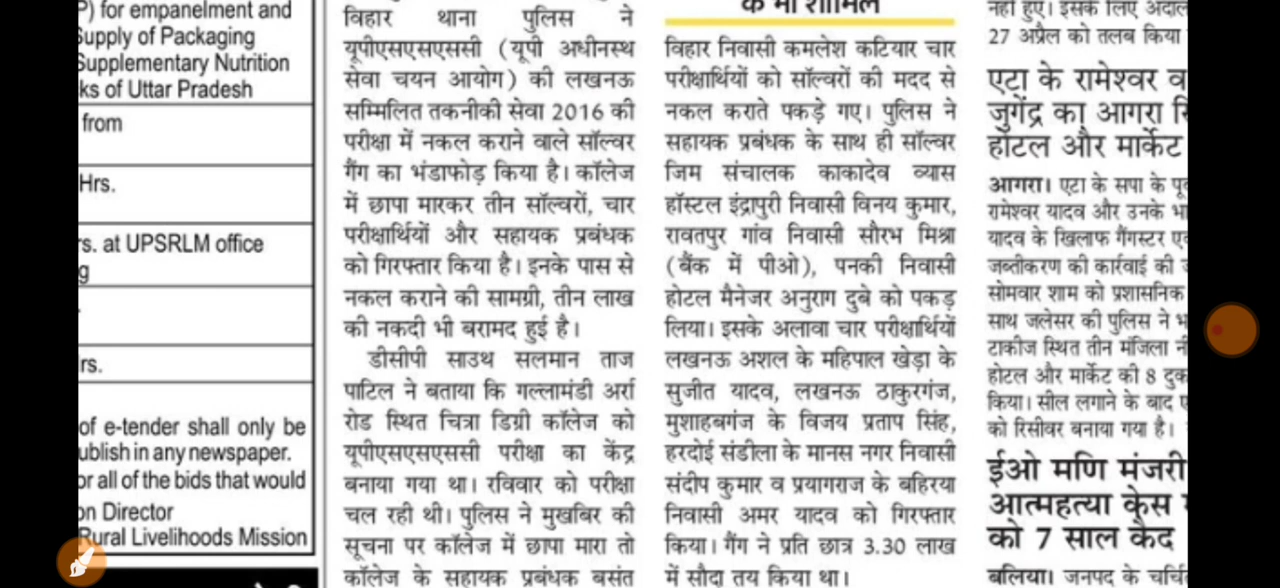 P) for empanelment and
Supply of Packaging
Supplementary Nutrition
ks of Uttar Pradesh
from
Hrs.
rs. at UPSRLM office
g
rs.
of e-tender shall only be
ublish in any newspaper.
or all of the bids that would
on Director
Rural Livelihoods Mission
विहार थाना पुलिस ने
यूपीएसएसएससी (यूपी अधीनस्थ
सेवा चयन आयोग) की लखनऊ
सम्मिलित तकनीकी सेवा 2016 की
परीक्षा में नकल कराने वाले सॉल्वर
गैंग का भंडाफोड़ किया है। कॉलेज
में छापा मारकर तीन सॉल्वरों, चार
परीक्षार्थियों और सहायक प्रबंधक
को गिरफ्तार किया है। इनके पास से
नकल कराने की सामग्री, तीन लाख
की नकदी भी बरामद हुई है।
डीसीपी साउथ सलमान ताज
पाटिल ने बताया कि गल्लामंडी अर्रा
रोड स्थित चित्रा डिग्री कॉलेज को
यूपीएसएसएससी परीक्षा का केंद्र
बनाया गया था। रविवार को परीक्षा
चल रही थी। पुलिस ने मुखबिर की
सूचना पर कॉलेज में छापा मारा तो
कॉलेज के सहायक प्रबंधक बसंत
के भी शामिल
विहार निवासी कमलेश कटियार चार
परीक्षार्थियों को सॉल्वरों की मदद से
नकल कराते पकड़े गए। पुलिस ने
सहायक प्रबंधक के साथ ही सॉल्वर
जिम संचालक काकादेव व्यास
हॉस्टल इंद्रापुरी निवासी विनय कुमार,
रावतपुर गांव निवासी सौरभ मिश्रा
(बैंक में पीओ), पनकी निवासी
होटल मैनेजर अनुराग दुबे को पकड़
लिया। इसके अलावा चार परीक्षार्थियों
लखनऊ अशल के महिपाल खेड़ा के
सुजीत यादव, लखनऊ ठाकुरगंज,
मुशाहबगंज के विजय प्रताप सिंह,
हरदोई संडीला के मानस नगर निवासी
संदीप कुमार व प्रयागराज के बहिरया
निवासी अमर यादव को गिरफ्तार
किया। गैंग ने प्रति छात्र 3.30 लाख
में सौदा तय किया था।
नहीं हुए। इसके लिए अदाल
27 अप्रैल को तलब किया
एटा के रामेश्वर व
जुगेंद्र का आगरा
होटल और मार्केट
आगरा। एटा के सपा के पू
रामेश्वर यादव और उनके भा
यादव के खिलाफ गैंगस्टर ए
जब्तीकरण की कार्रवाई की
सोमवार शाम को प्रशासनिक
साथ जलेसर की पुलिस ने भ
टाकीज स्थित तीन मंजिला नी
होटल और मार्केट की 8 दुक
किया। सील लगाने के बाद ए
को रिसीवर बनाया गया है।
ईओ मणि मंजरी
आत्महत्या केस
को 7 साल कैद
बलिया। जनपद के चर्चि